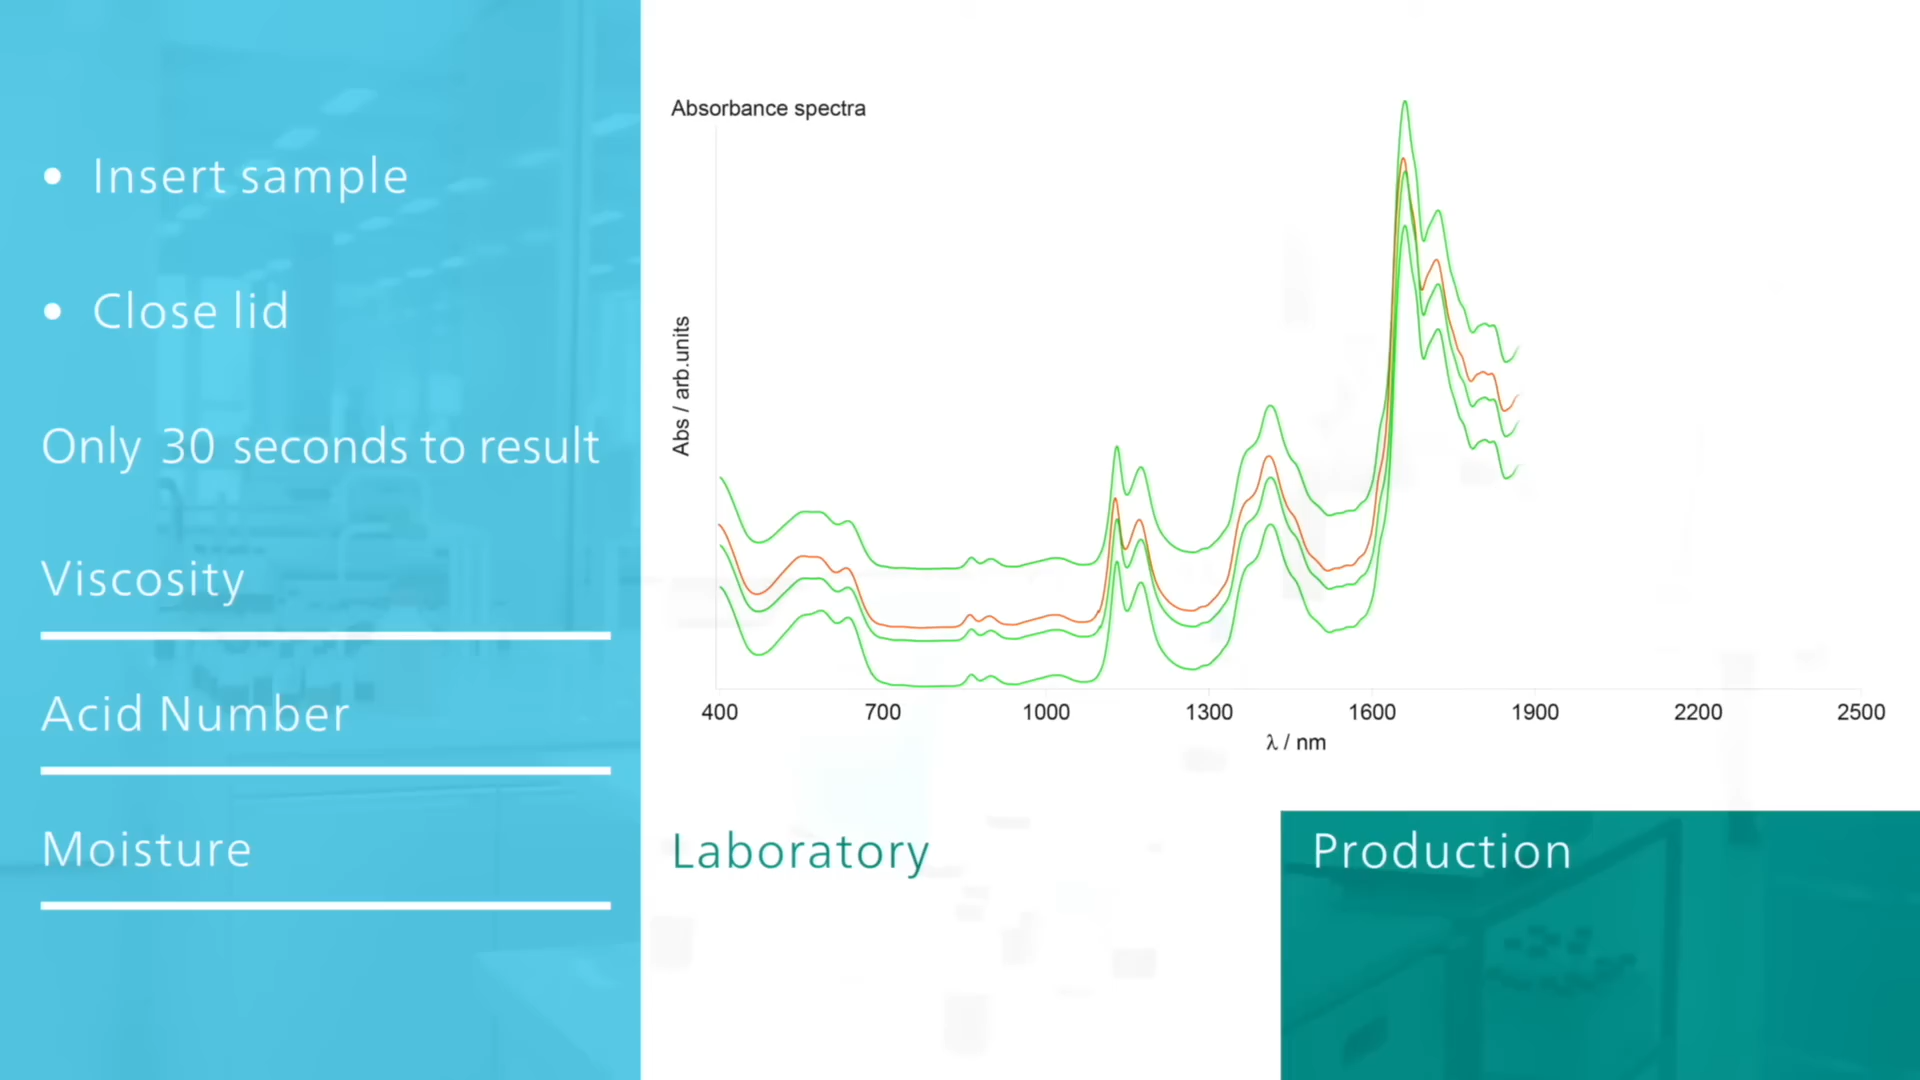 • Insert sample
• Close lid
Only 30 seconds to result
Viscosity
Acid Number
Moisture
Absorbance spectra
Abs / arb.units
400 700 1000 1300 1600 1900 2200 2500
λ / nm
Laboratory
Production